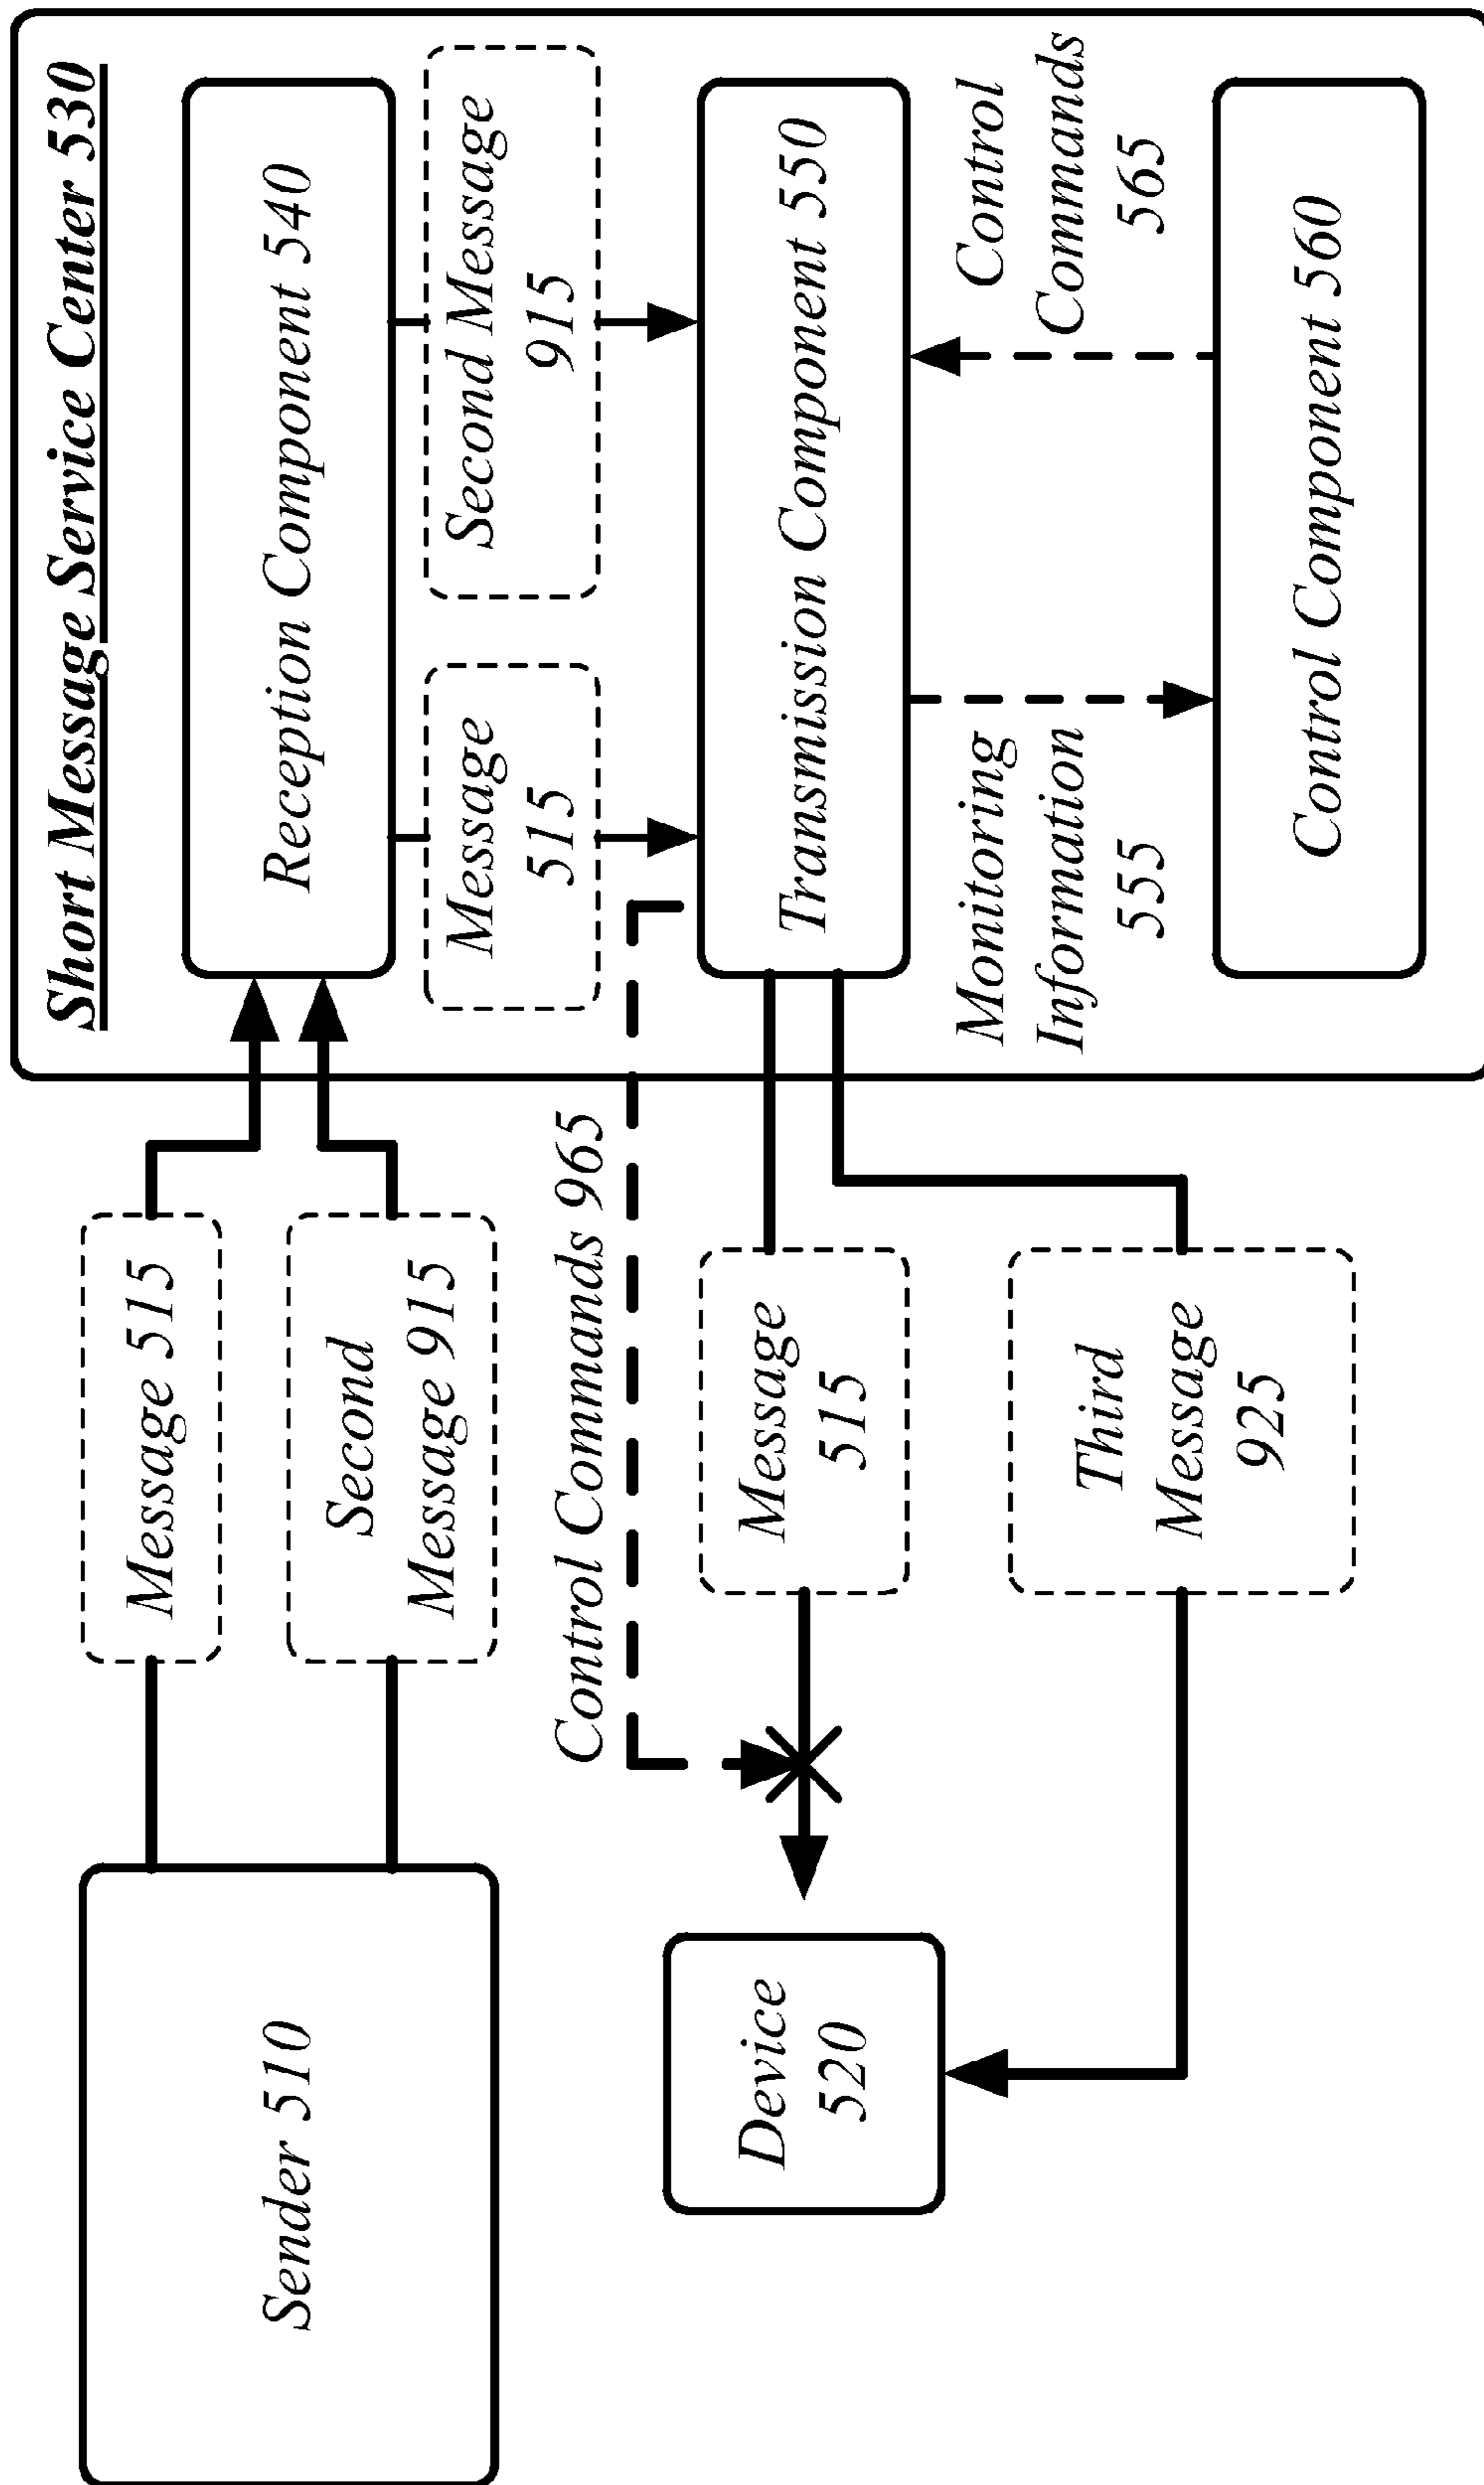 Short Message Service Center 530
Sender 510
Message 515
Second
Message 915
Reception Component 540
Message
515
Second Message
915
Control Commands 965
Device
520
Message
515
Third
Message
925
Transmission Component 550
Monitoring
Information
555
Control
Commands
565
Control Component 560